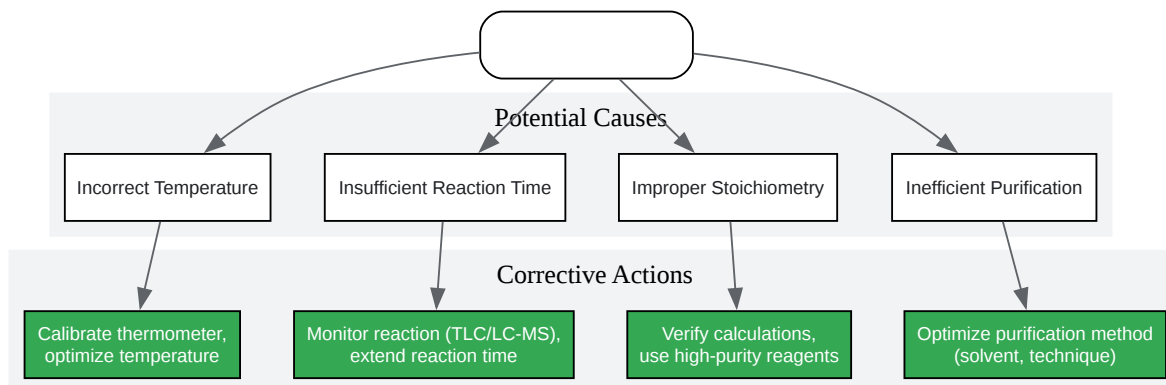 Potential Causes
Incorrect Temperature
Insufficient Reaction Time
Improper Stoichiometry
Inefficient Purification
Corrective Actions
Calibrate thermometer,
optimize temperature
Monitor reaction (TLC/LC-MS),
extend reaction time
Verify calculations,
use high-purity reagents
Optimize purification method
(solvent, technique)